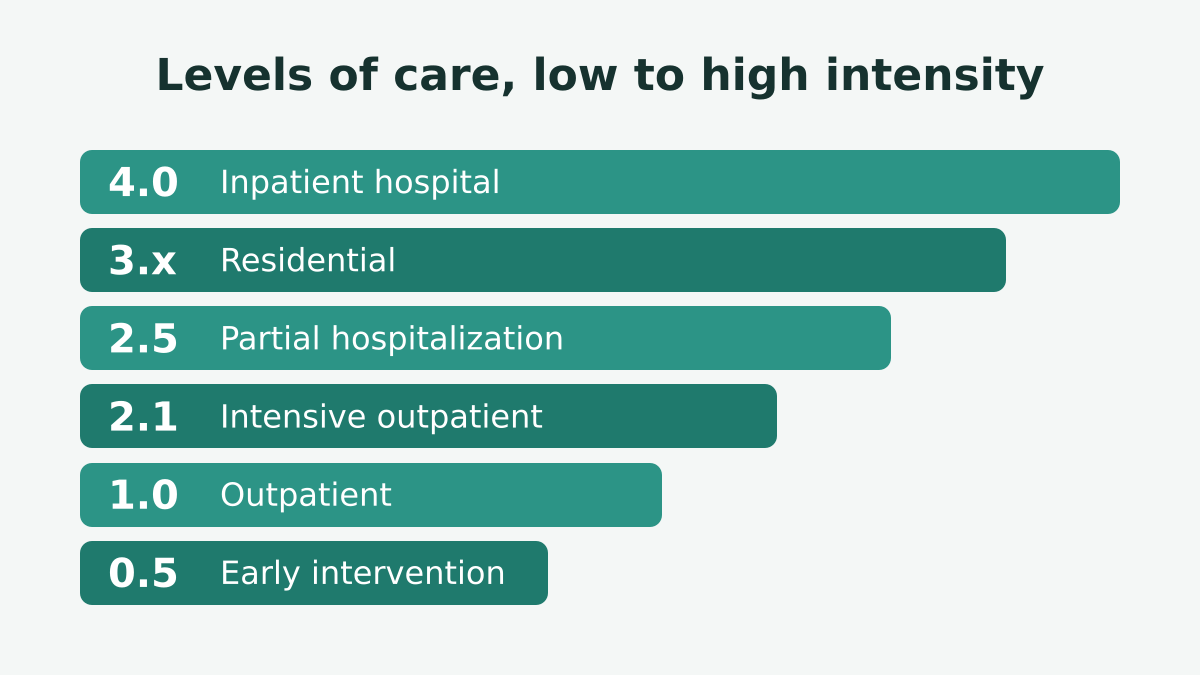 Levels of care, low to high intensity
4.0 Inpatient hospital
3.x Residential
2.5 Partial hospitalization
2.1 Intensive outpatient
1.0 Outpatient
0.5 Early intervention